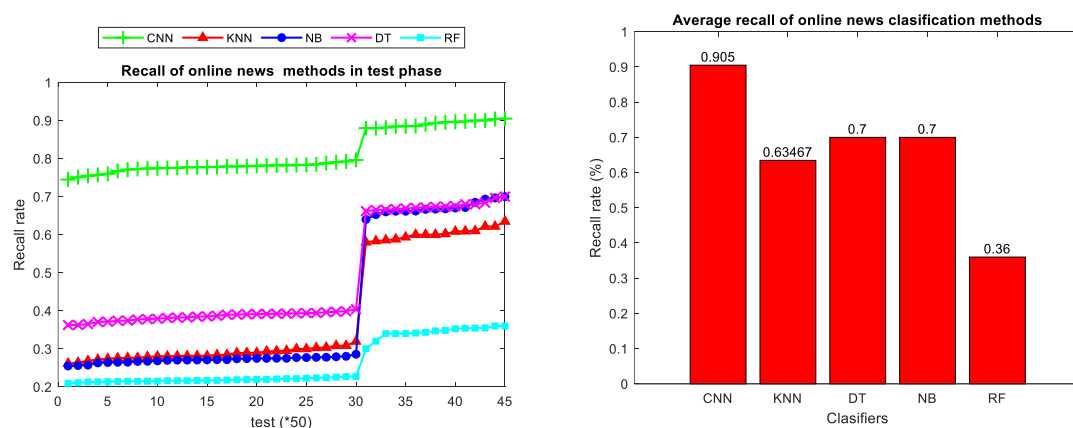 CNN KNN NB DT RF
Recall of online news methods in test phase
1
0.9
0.8
0.7
0.6
0.5
0.4
0.3
0.2
Recall rate
0 5 10 15 20 25 30 35 40 45
test (*50)
Average recall of online news clasification methods
1
0.9
0.8
0.7
0.6
0.5
0.4
0.3
0.2
0.1
0
Recall rate (%)
0.905
0.63467
0.7
0.7
0.36
CNN KNN DT NB RF
Clasifiers